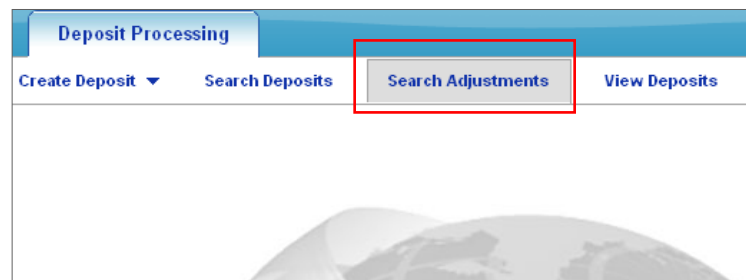 Deposit Processing
Create Deposit Search Deposits Search Adjustments View Deposits